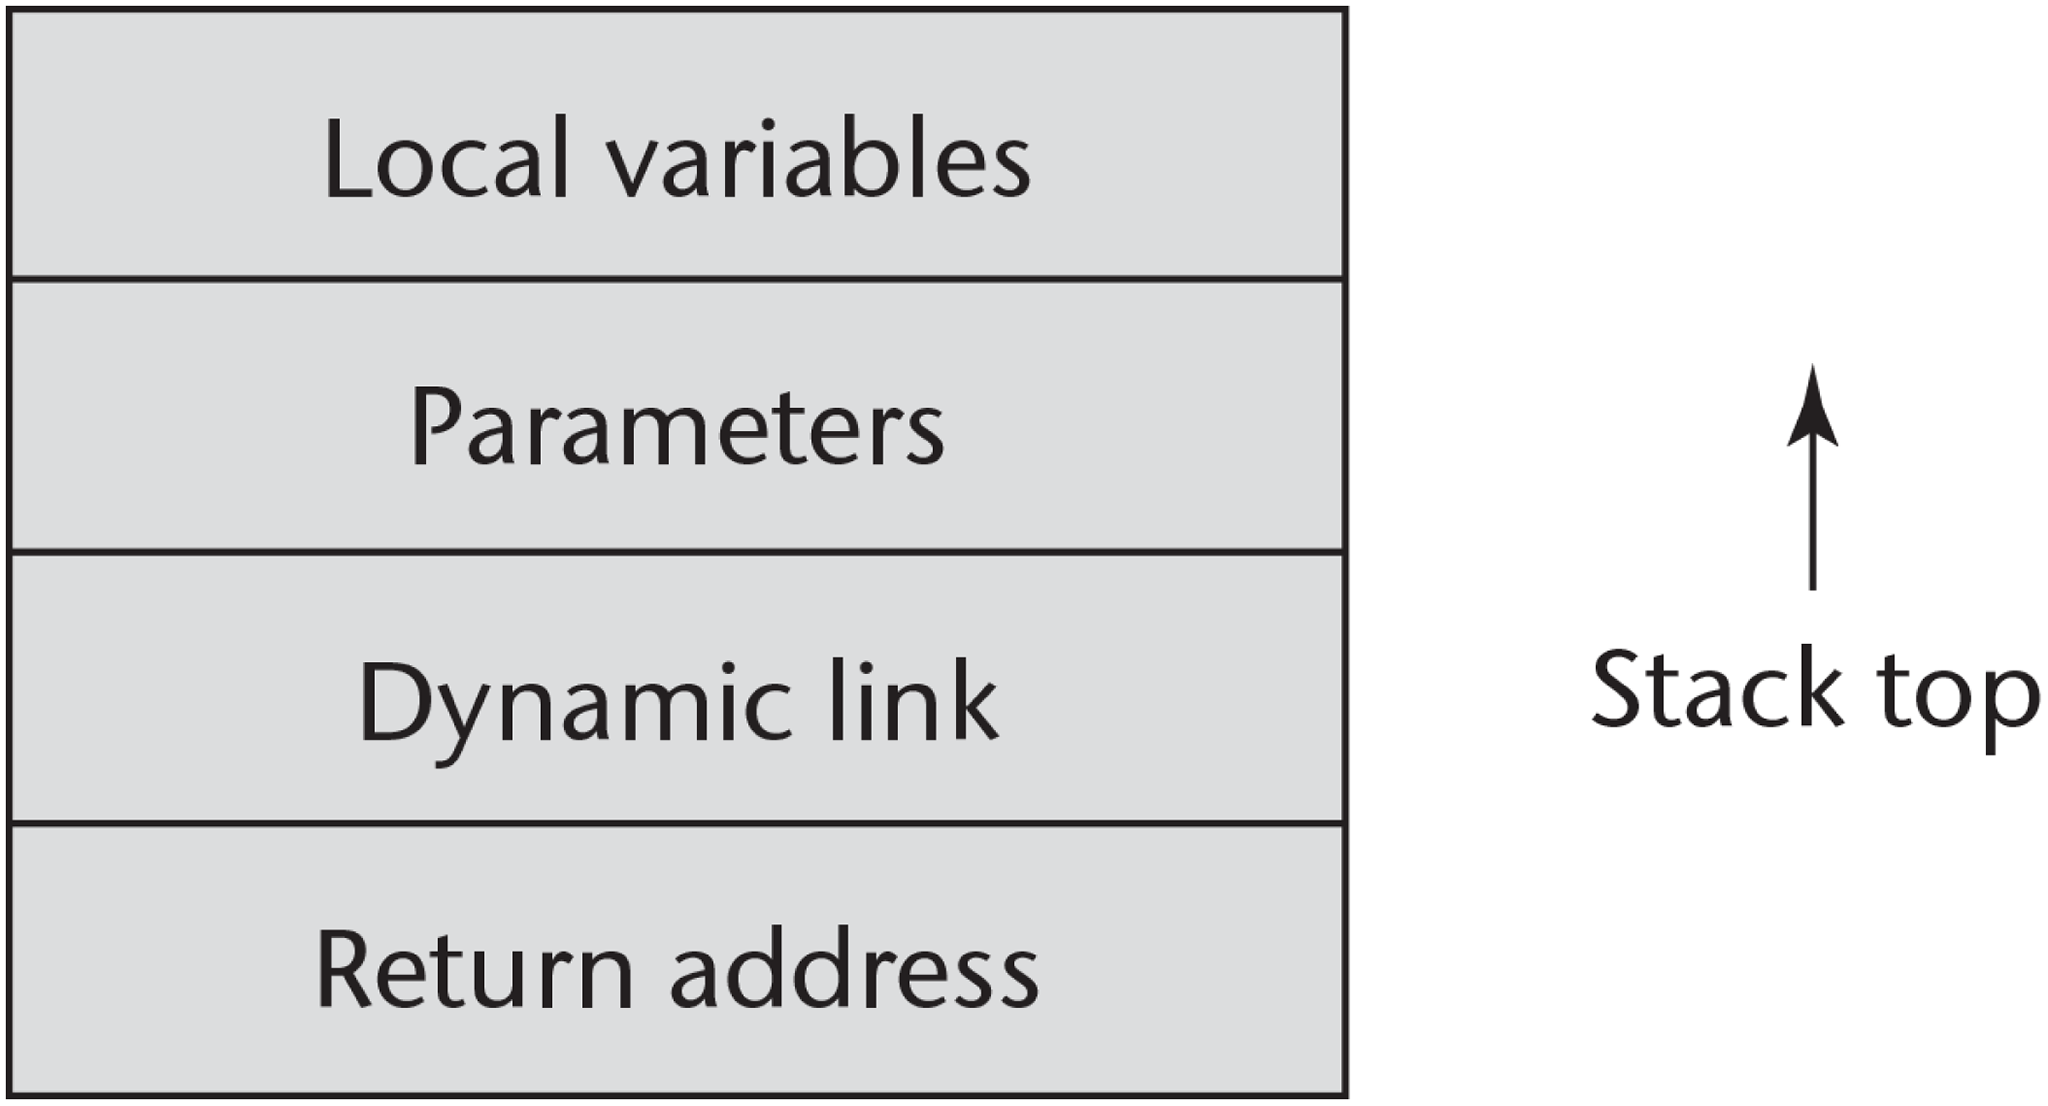 Local variables
Parameters
Dynamic link
Return address
Stack top